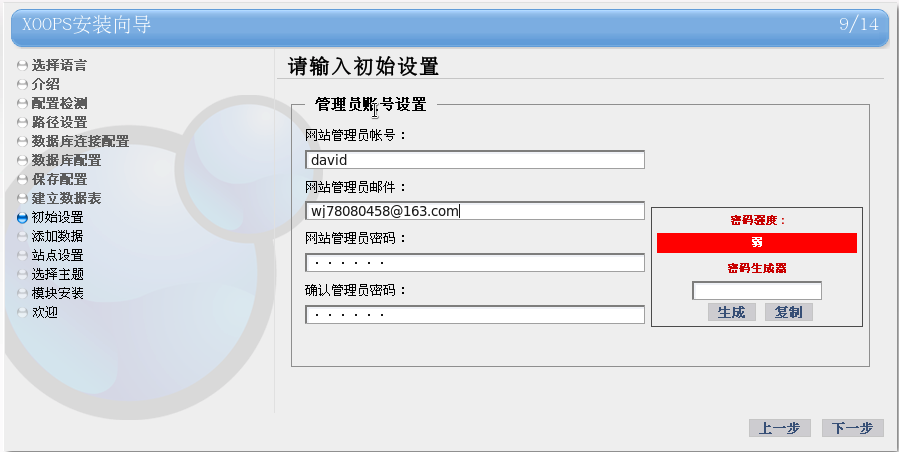 XOOPS安装向导 9/14
选择语言
介绍
配置检测
路径设置
数据库连接配置
数据库配置
保存配置
建立数据表
初始设置
添加数据
站点设置
选择主题
模块安装
欢迎
请输入初始设置
管理员账号设置
网站管理员帐号：
david
网站管理员邮件：
wj78080458@163.com
网站管理员密码：
······
确认管理员密码：
······
密码强度：
弱
密码生成器
生成 复制
上一步 下一步